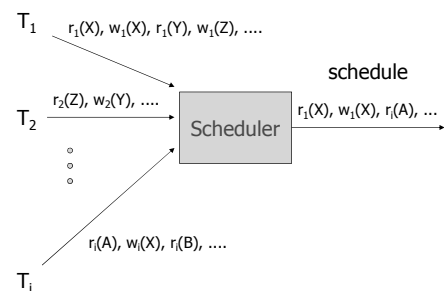 T1 r1(X), w1(X), r1(Y), w1(Z), ....
schedule
T2 r2(Z), w2(Y), ....
Scheduler
r1(X), w1(X), ri(A), ...
ri(A), wi(X), ri(B), ....
Ti